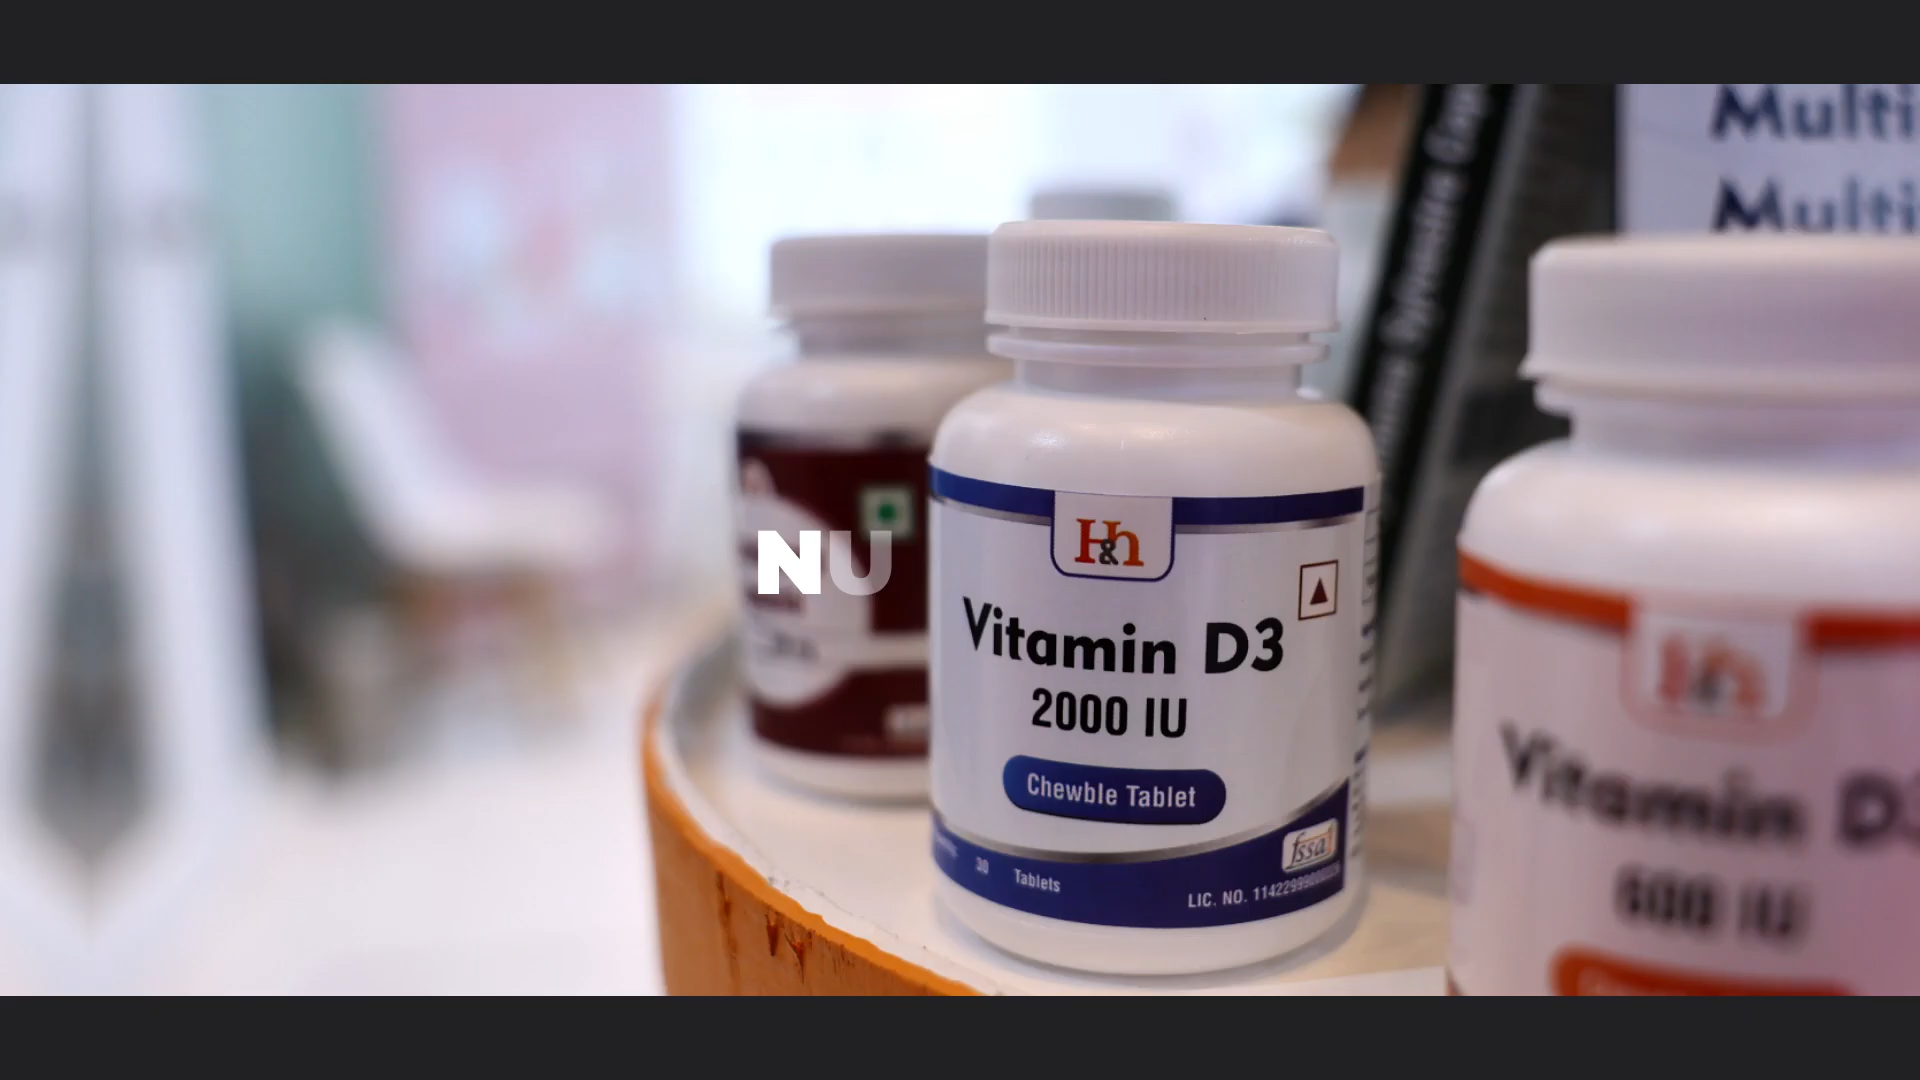 Multi
Multi
NU
H&h
Vitamin D3
2000 IU
Chewble Tablet
30 Tablets
fssai
LIC. NO.
H&h
Vitamin D3
600 IU